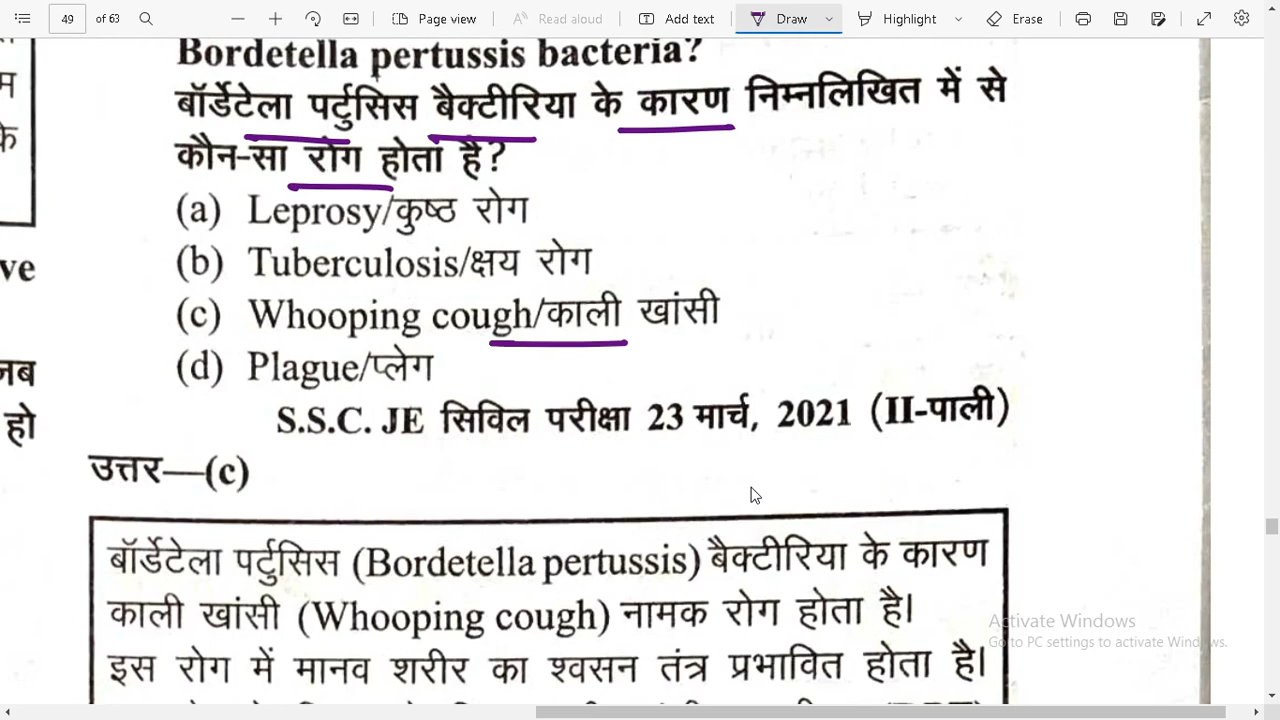 49 of 63 Page view Read aloud Add text Draw Highlight Erase
Bordetella pertussis bacteria?
बॉर्डेटेला पर्टुसिस बैक्टीरिया के कारण निम्नलिखित में से
म
के
कौन-सा रोग होता है?
(a) Leprosy/कुष्ठ रोग
(b) Tuberculosis/क्षय रोग
ve
(c) Whooping cough/काली खांसी
(d) Plague/प्लेग
जब
S.S.C. JE सिविल परीक्षा 23 मार्च, 2021 (II-पाली)
हो
उत्तर—(c)
बॉर्डेटेला पर्टुसिस (Bordetella pertussis) बैक्टीरिया के कारण
काली खांसी (Whooping cough) नामक रोग होता है।
इस रोग में मानव शरीर का श्वसन तंत्र प्रभावित होता है।
Activate Windows
Go to PC settings to activate Windows.